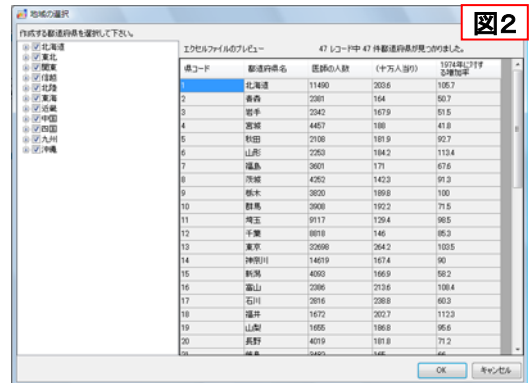 地域の選択
図2
作成する都道府県を選択して下さい。
北海道
東北
関東
信越
北陸
東海
近畿
中国
四国
九州
沖縄
エクセルファイルのプレビュー 47 レコード中 47 件都道府県が見つかりました。
県コード 都道府県名 医師の人数 (十万人当り) 1974年に対する増加率
1 北海道 11490 203.6 105.7
2 青森 2381 164 50.7
3 岩手 2342 167.9 51.5
4 宮城 4457 188 41.8
5 秋田 2108 181.9 92.7
6 山形 2253 184.2 113.4
7 福島 3601 171 67.6
8 茨城 4252 142.3 91.3
9 栃木 3820 189.8 100
10 群馬 3908 192.2 71.5
11 埼玉 9117 129.4 98.5
12 千葉 8818 146 85.3
13 東京 32698 264.2 103.5
14 神奈川 14619 167.4 90
15 新潟 4093 166.9 58.2
16 富山 2386 213.6 108.4
17 石川 2816 238.8 60.3
18 福井 1672 202.7 112.3
19 山梨 1655 186.8 95.6
20 長野 4019 181.8 71.2
OK キャンセル